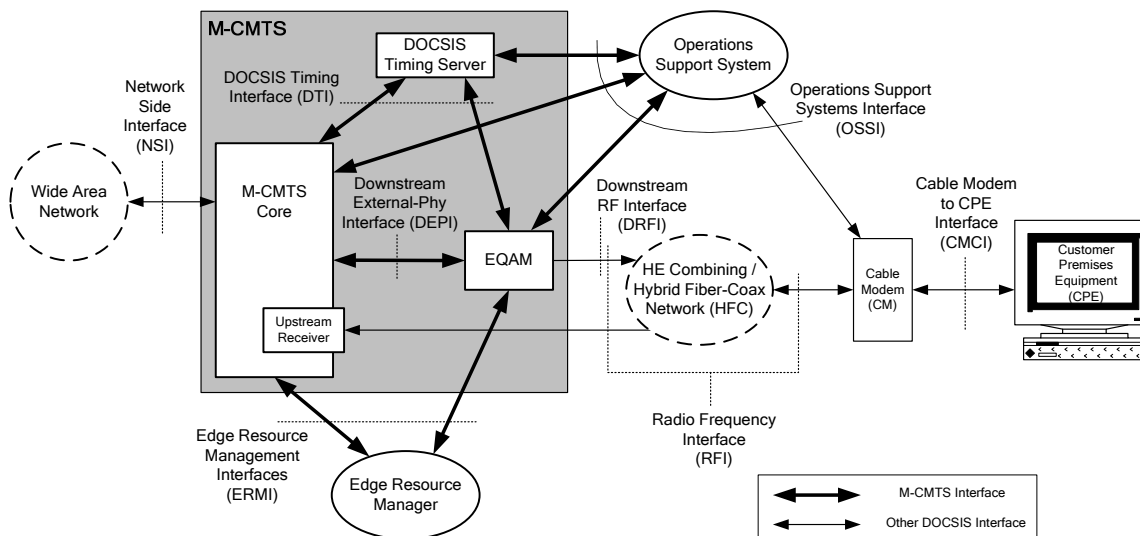 M-CMTS
DOCSIS
Timing Server
Operations
Support System
DOCSIS Timing
Interface (DTI)
Network
Side
Interface
(NSI)
Operations Support
Systems Interface
(OSSI)
Wide Area
Network
M-CMTS
Core
Downstream
External-Phy
Interface (DEPI)
Downstream
RF Interface
(DRFI)
Cable Modem
to CPE
Interface
(CMCI)
EQAM
HE Combining /
Hybrid Fiber-Coax
Network (HFC)
Cable
Modem
(CM)
Customer
Premises
Equipment
(CPE)
Upstream
Receiver
Edge Resource
Management
Interfaces
(ERMI)
Edge Resource
Manager
Radio Frequency
Interface
(RFI)
M-CMTS Interface
Other DOCSIS Interface